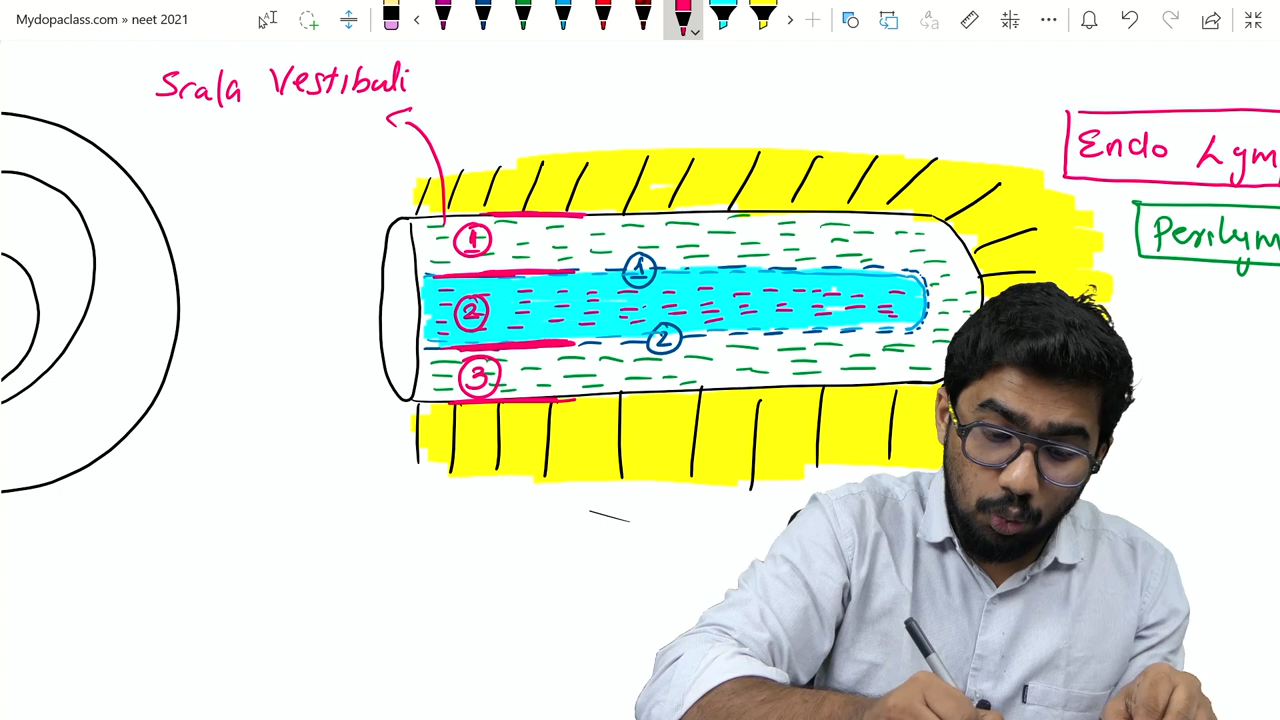 Mydopaclass.com » neet 2021
Scala Vestibuli
Endo Lym
Perilym
1
1
2
2
3